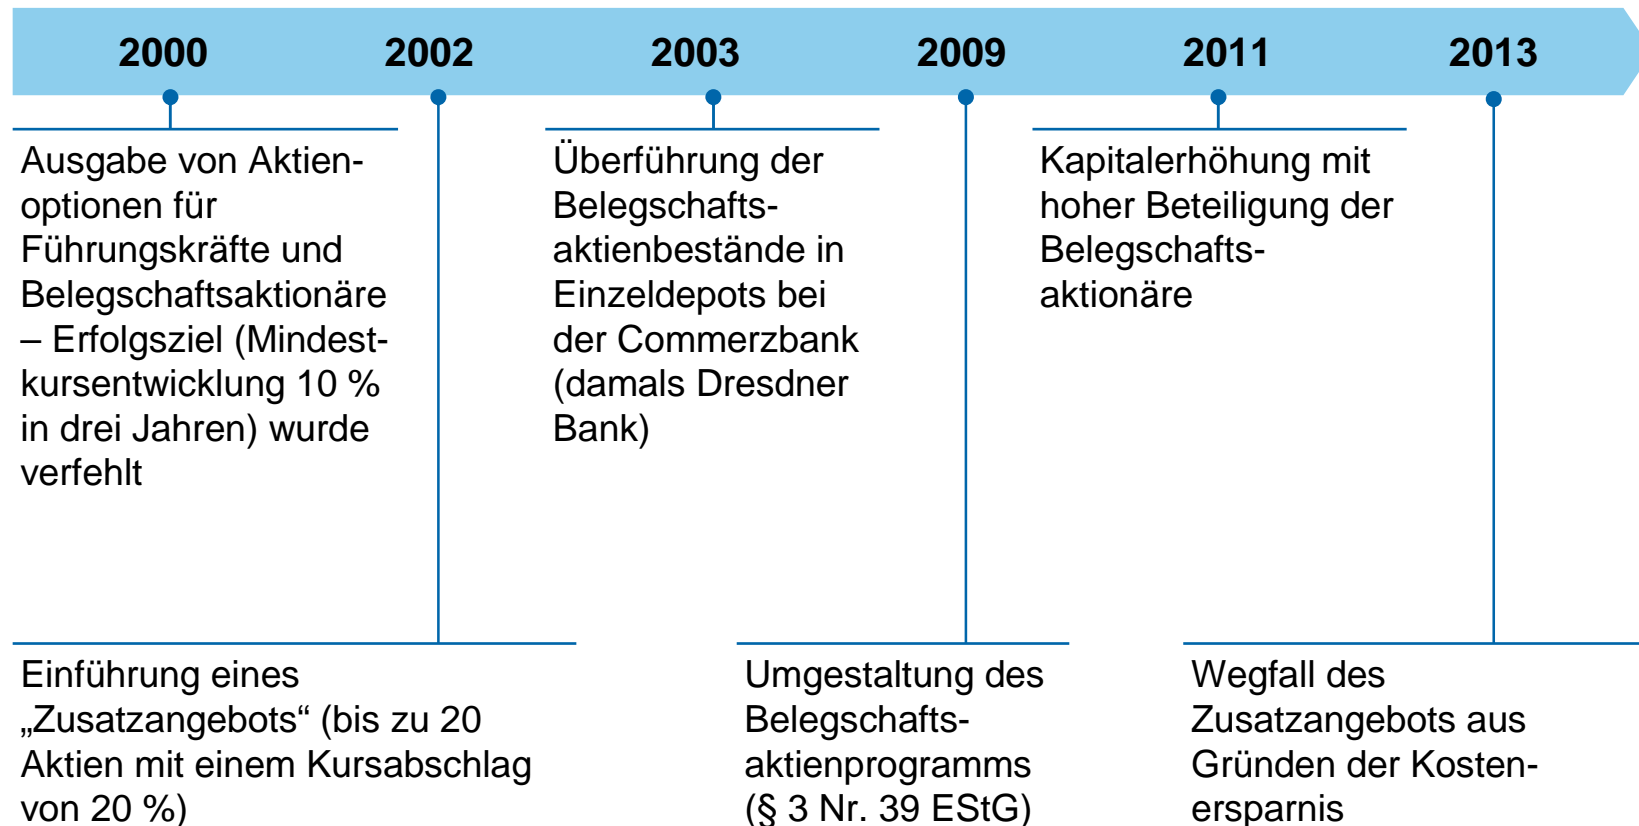 2000 2002 2003 2009 2011 2013
Ausgabe von Aktien-
optionen für
Führungskräfte und
Belegschaftsaktionäre
– Erfolgsziel (Mindest-
kursentwicklung 10 %
in drei Jahren) wurde
verfehlt
Überführung der
Belegschafts-
aktienbestände in
Einzeldepots bei
der Commerzbank
(damals Dresdner
Bank)
Kapitalerhöhung mit
hoher Beteiligung der
Belegschafts-
aktionäre
Einführung eines
„Zusatzangebots“ (bis zu 20
Aktien mit einem Kursabschlag
von 20 %)
Umgestaltung des
Belegschafts-
aktienprogramms
(§ 3 Nr. 39 EStG)
Wegfall des
Zusatzangebots aus
Gründen der Kosten-
ersparnis